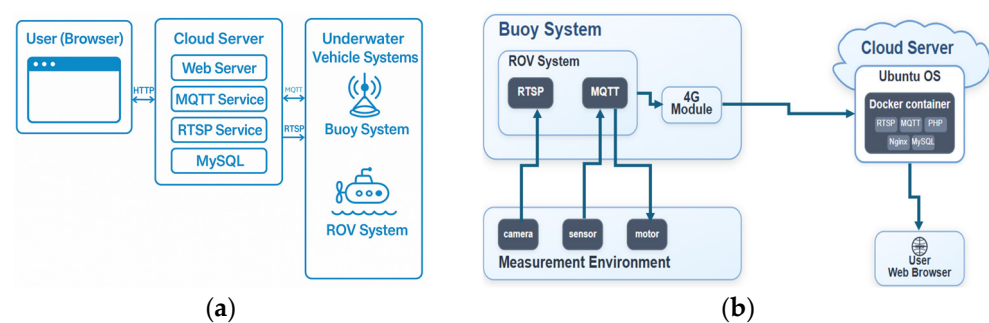 User (Browser)
HTTP
Cloud Server
Web Server
MQTT Service
RTSP Service
MySQL
MQTT
RTSP
Underwater
Vehicle Systems
Buoy System
ROV System
(a)
Buoy System
ROV System
RTSP
MQTT
4G
Module
camera
sensor
motor
Measurement Environment
Cloud Server
Ubuntu OS
Docker container
RTSP
MQTT
PHP
Nginx
MySQL
User
Web Browser
(b)